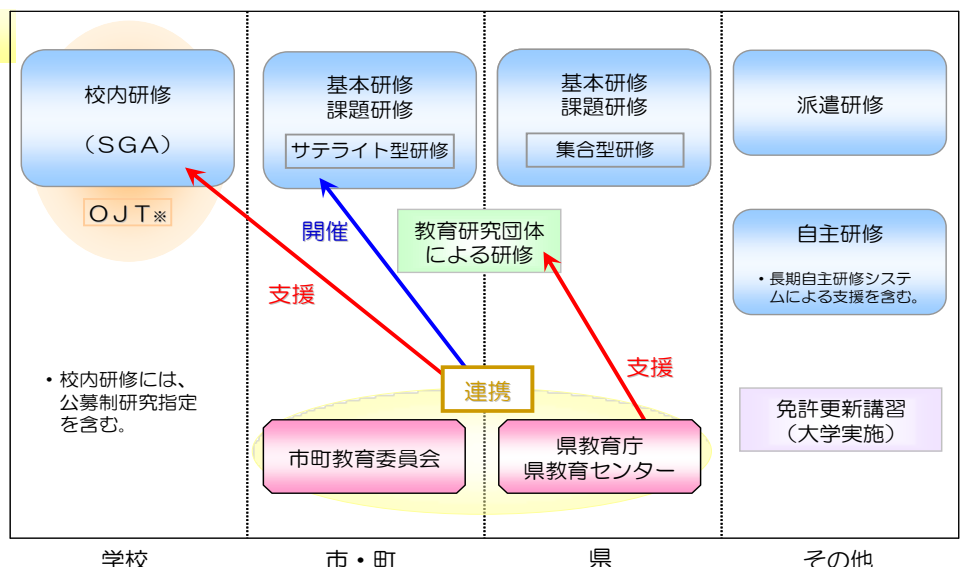 校内研修
（ＳＧＡ）
ＯＪＴ※
基本研修
課題研修
サテライト型研修
基本研修
課題研修
集合型研修
派遣研修
開催
教育研究団体
による研修
自主研修
・長期自主研修システ
ムによる支援を含む。
支援
支援
・校内研修には、
公募制研究指定
を含む。
連携
免許更新講習
（大学実施）
市町教育委員会
県教育庁
県教育センター
学校
市・町
県
その他